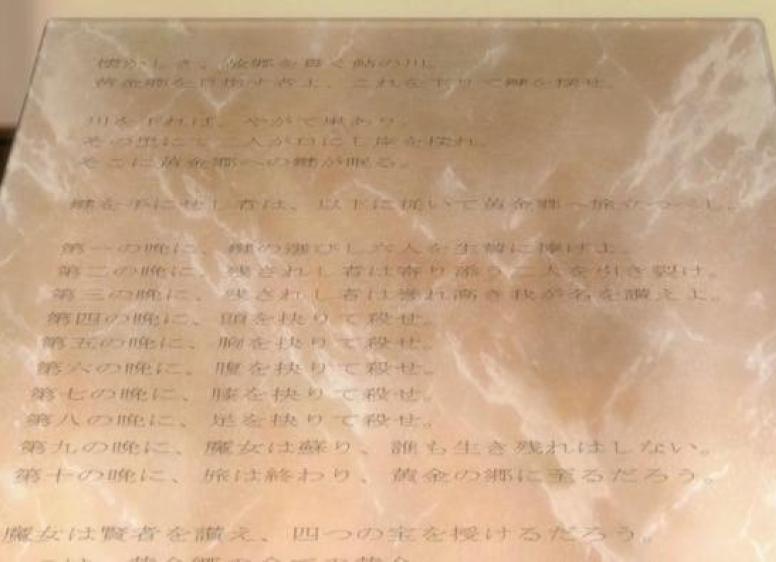 懐かしき、故郷を貫く鮎の川。
黄金郷を目指す者よ、これを下りて鍵を探せ。
川を下れば、やがて里あり。
その里にて二人が口にし岸を探れ。
そこに黄金郷への鍵が眠る。
鍵を手にせし者は、以下に従いて黄金郷へ旅立つべし。
第一の晩に、鍵の選びし六人を生贄に捧げよ。
第二の晩に、残されし者は寄り添う二人を引き裂け。
第三の晩に、残されし者は誉れ高き我が名を讃えよ。
第四の晩に、頭を抉りて殺せ。
第五の晩に、胸を抉りて殺せ。
第六の晩に、腹を抉りて殺せ。
第七の晩に、膝を抉りて殺せ。
第八の晩に、足を抉りて殺せ。
第九の晩に、魔女は蘇り、誰も生き残れはしない。
第十の晩に、旅は終わり、黄金の郷に至るだろう。
魔女は賢者を讃え、四つの宝を授けるだろう。
一つは、黄金郷の全ての黄金